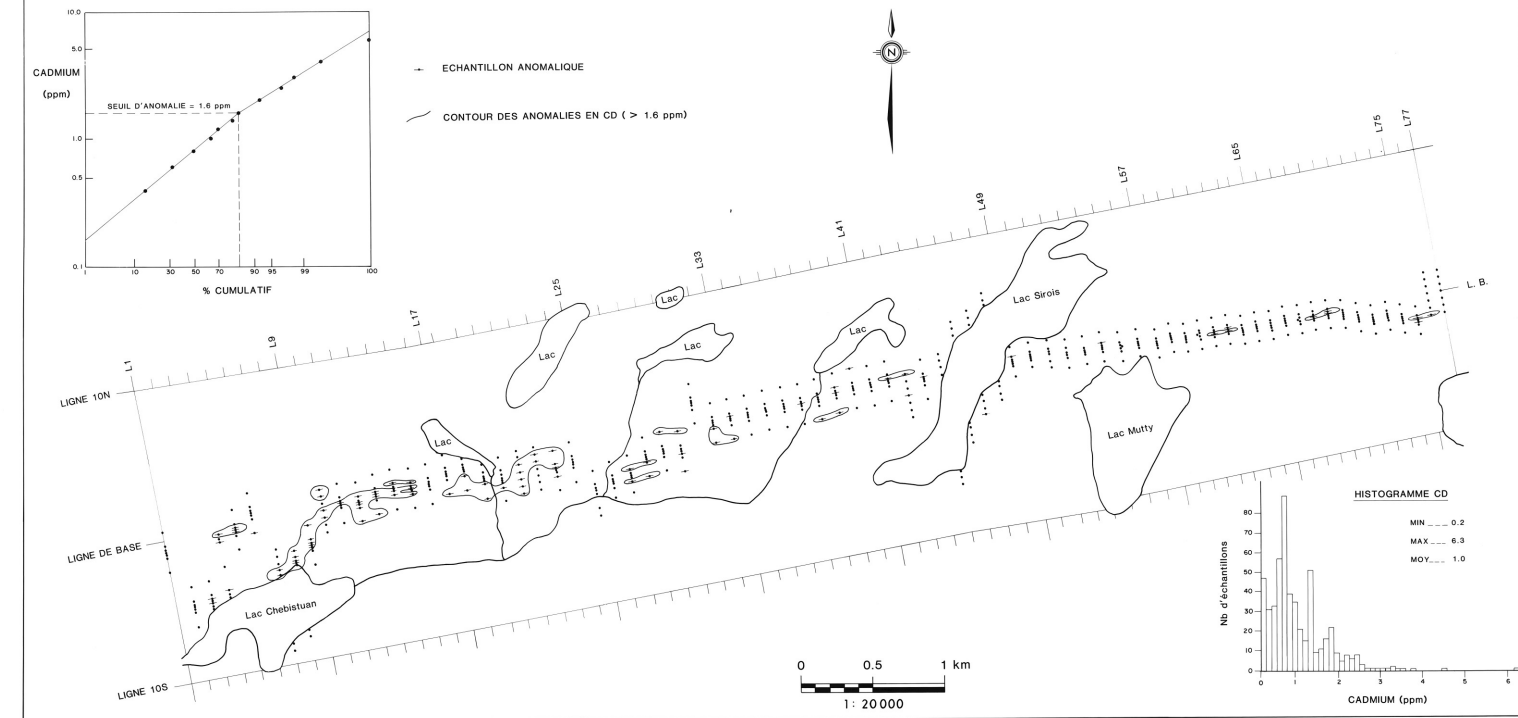 10.0
5.0
CADMIUM
(ppm)
SEUIL D'ANOMALIE = 1.6 ppm
1.0
0.5
0.1
1 10 30 50 70 90 95 99 100
% CUMULATIF
ECHANTILLON ANOMALIQUE
CONTOUR DES ANOMALIES EN CD ( > 1.6 ppm)
N
L1
L9
L17
L25
L33
L41
L49
L57
L65
L75
L77
LIGNE 10N
LIGNE DE BASE
LIGNE 10S
L. B.
Lac
Lac
Lac
Lac
Lac
Lac Sirois
Lac Mutty
Lac Chebistuan
0 0.5 1 km
1: 20 000
HISTOGRAMME CD
MIN ___ 0.2
MAX ___ 6.3
MOY___ 1.0
Nb d'échantillons
80
70
60
50
40
30
20
10
0
0 1 2 3 4 5 6
CADMIUM (ppm)